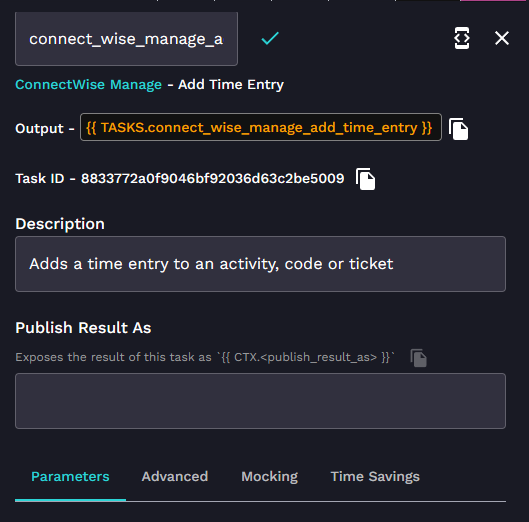 connect_wise_manage_a
ConnectWise Manage - Add Time Entry
Output - {{ TASKS.connect_wise_manage_add_time_entry }}
Task ID - 8833772a0f9046bf92036d63c2be5009
Description
Adds a time entry to an activity, code or ticket
Publish Result As
Exposes the result of this task as `{{ CTX.<publish_result_as> }}`
Parameters Advanced Mocking Time Savings